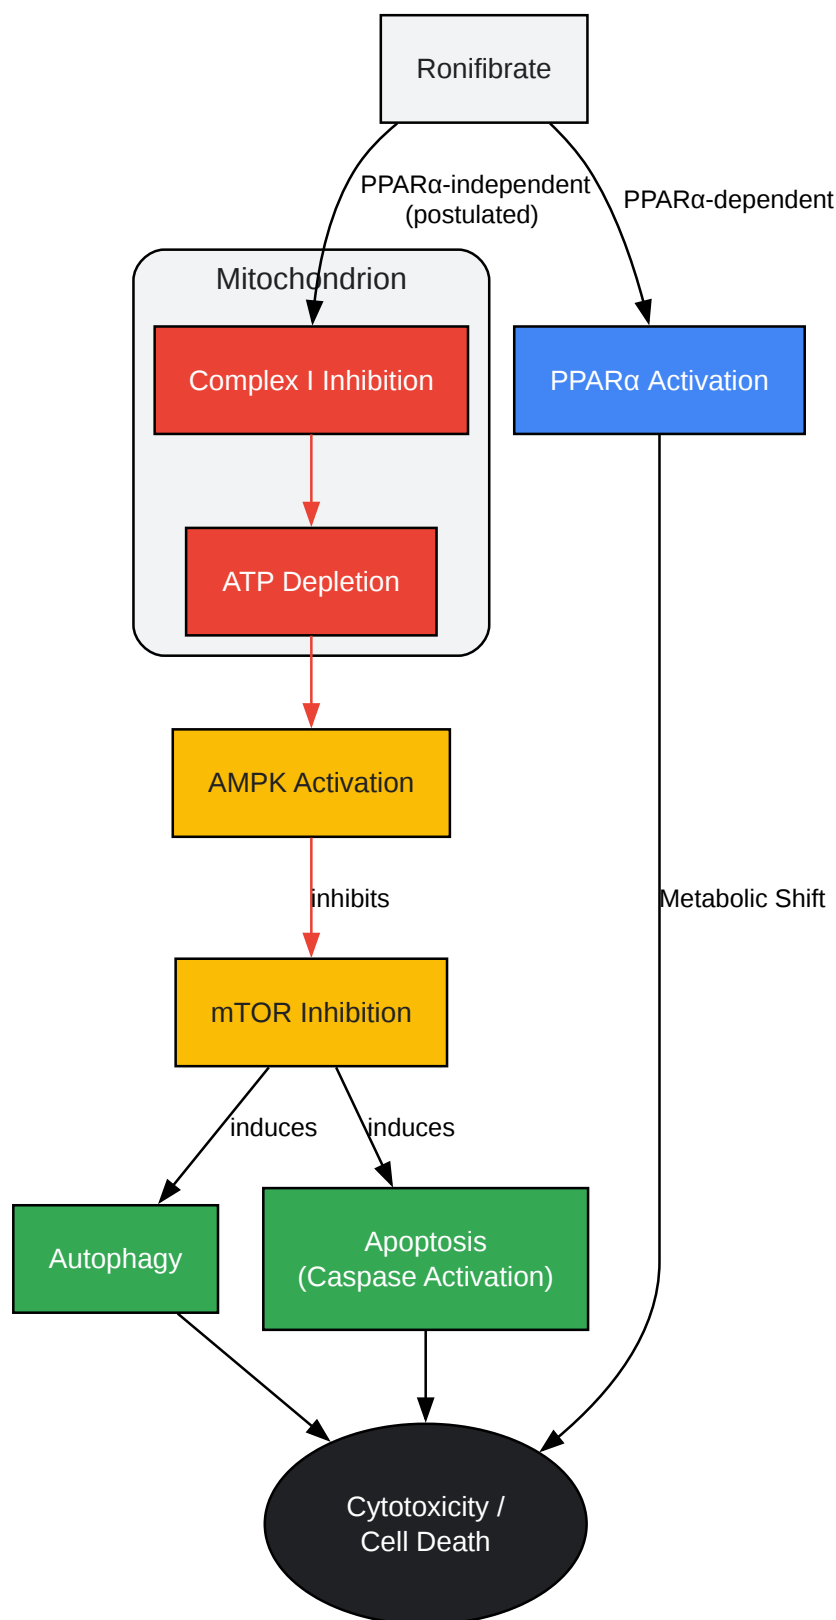 Ronifibrate
PPARα-independent
(postulated)
PPARα-dependent
Mitochondrion
Complex I Inhibition
PPARα Activation
ATP Depletion
AMPK Activation
inhibits
Metabolic Shift
mTOR Inhibition
induces
induces
Autophagy
Apoptosis
(Caspase Activation)
Cytotoxicity /
Cell Death